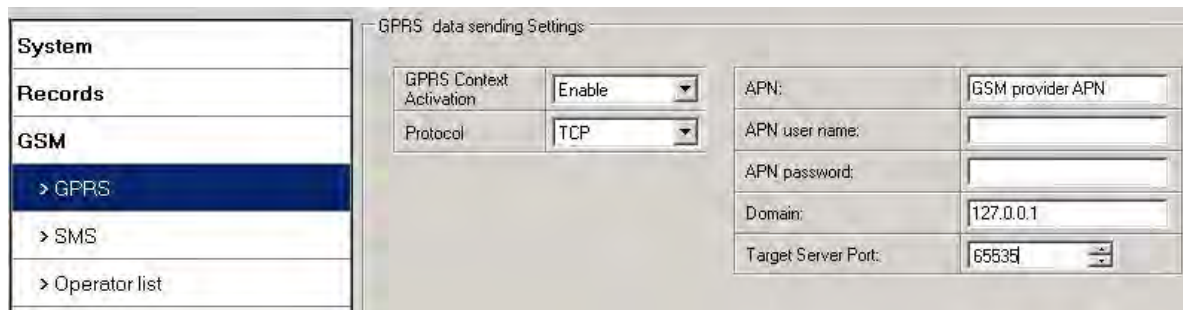 System
Records
GSM
> GPRS
> SMS
> Operator list
GPRS data sending Settings
GPRS Context
Activation
Enable
Protocol
TCP
APN:
GSM provider APN
APN user name:
APN password:
Domain:
127.0.0.1
Target Server Port:
65535